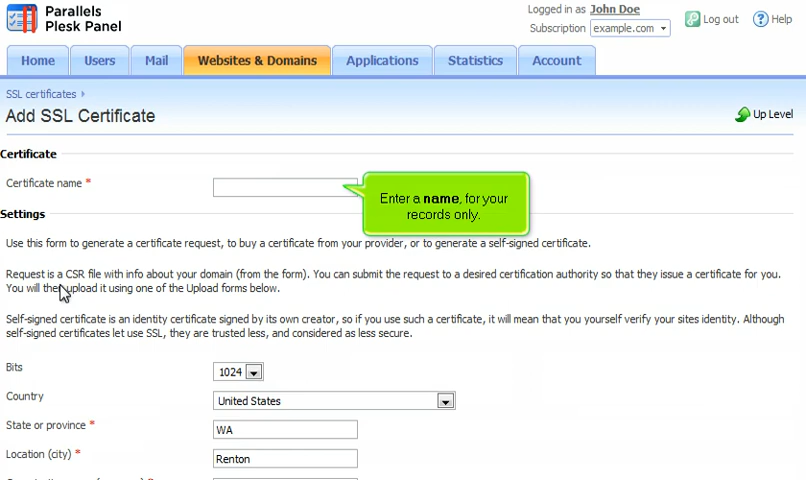 Parallels
Plesk Panel
Logged in as John Doe
Subscription example.com
Log out
Help
Home
Users
Mail
Websites & Domains
Applications
Statistics
Account
SSL certificates
Add SSL Certificate
Up Level
Certificate
Certificate name *
Enter a name, for your
records only.
Settings
Use this form to generate a certificate request, to buy a certificate from your provider, or to generate a self-signed certificate.
Request is a CSR file with info about your domain (from the form). You can submit the request to a desired certification authority so that they issue a certificate for you.
You will then upload it using one of the Upload forms below.
Self-signed certificate is an identity certificate signed by its own creator, so if you use such a certificate, it will mean that you yourself verify your sites identity. Although
self-signed certificates let use SSL, they are trusted less, and considered as less secure.
Bits
1024
Country
United States
State or province *
WA
Location (city) *
Renton